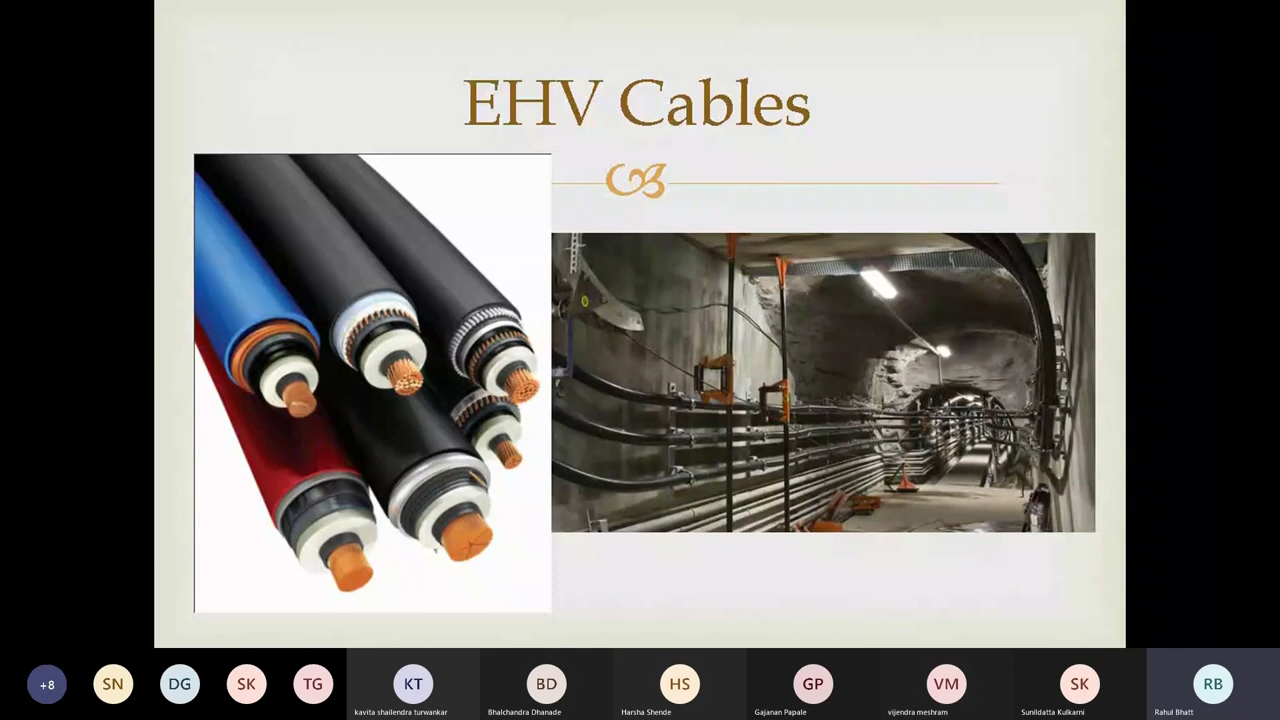 EHV Cables
+8
SN
DG
SK
TG
KT
BD
HS
GP
VM
SK
RB
kavita shailendra turwankar
Bhalchandra Dhanade
Harsha Shende
Gajanan Papale
vijendra meshram
Sunildatta Kulkarni
Rahul Bhatt